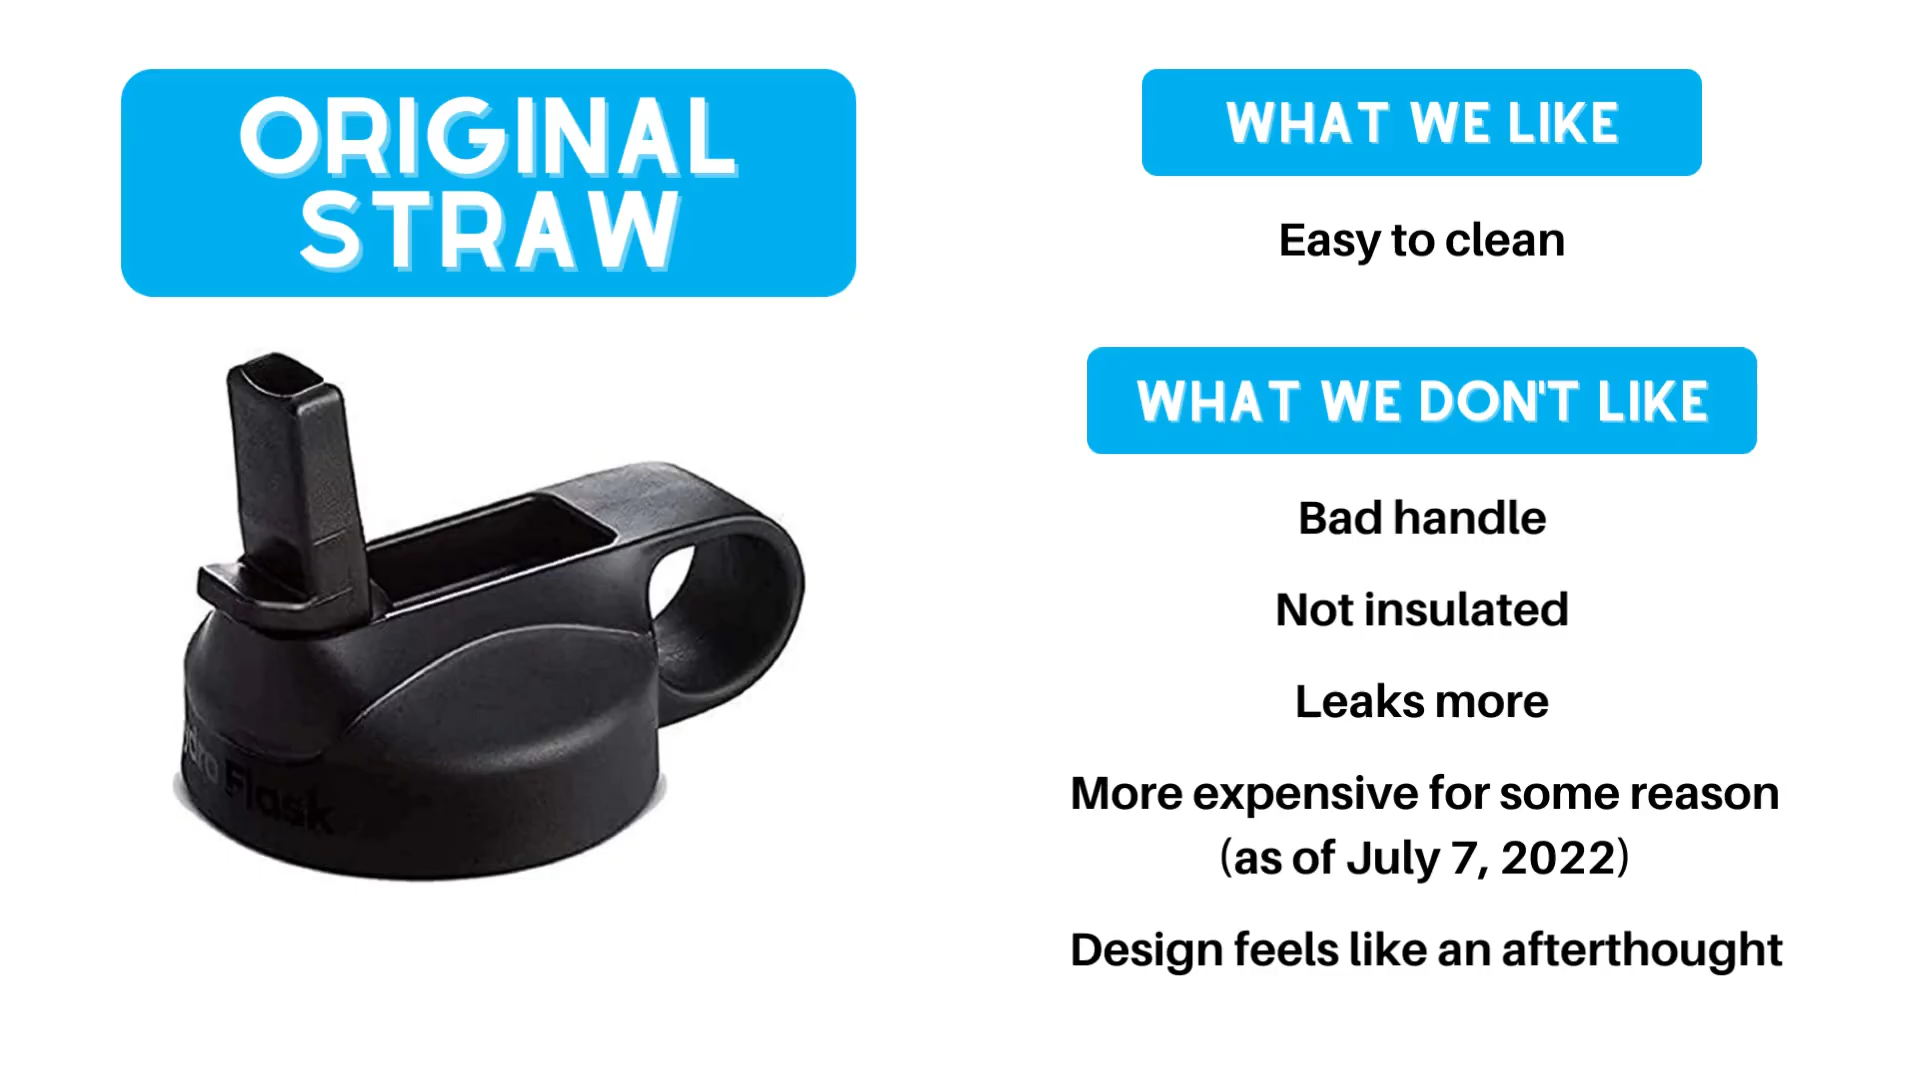 ORIGINAL
STRAW
WHAT WE LIKE
Easy to clean
WHAT WE DON'T LIKE
Bad handle
Not insulated
Leaks more
More expensive for some reason
(as of July 7, 2022)
Design feels like an afterthought
Flask